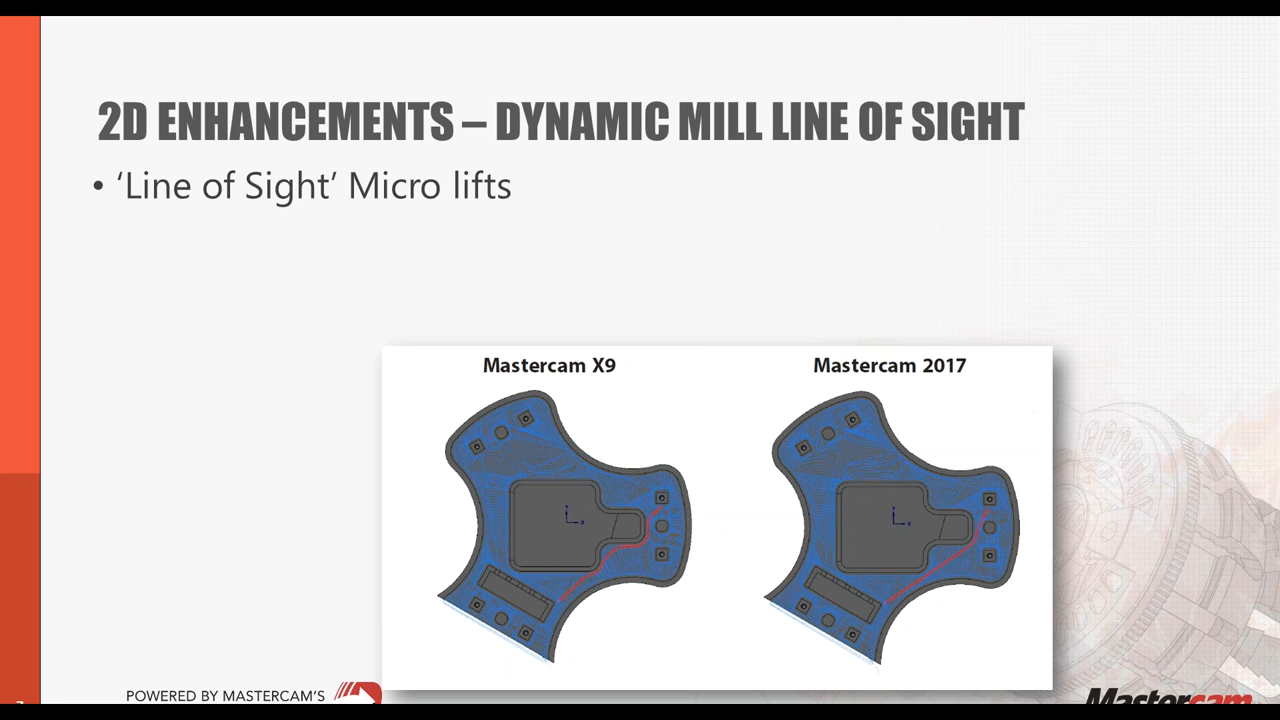 2D ENHANCEMENTS – DYNAMIC MILL LINE OF SIGHT
• ‘Line of Sight’ Micro lifts
Mastercam X9
Mastercam 2017
Y
X
Y
X
POWERED BY MASTERCAM'S
Mastercam